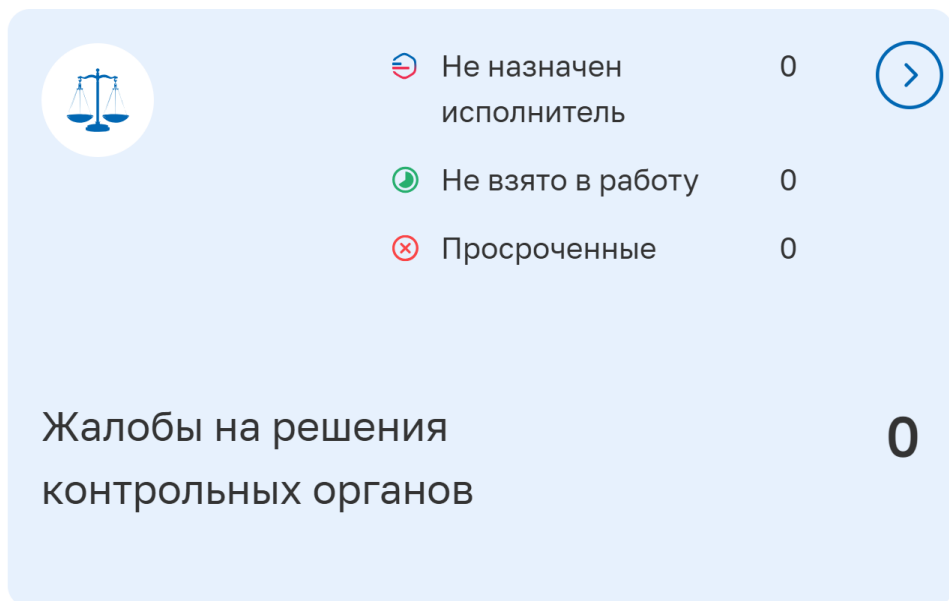 Не назначен 0
исполнитель
Не взято в работу 0
Просроченные 0
Жалобы на решения 0
контрольных органов